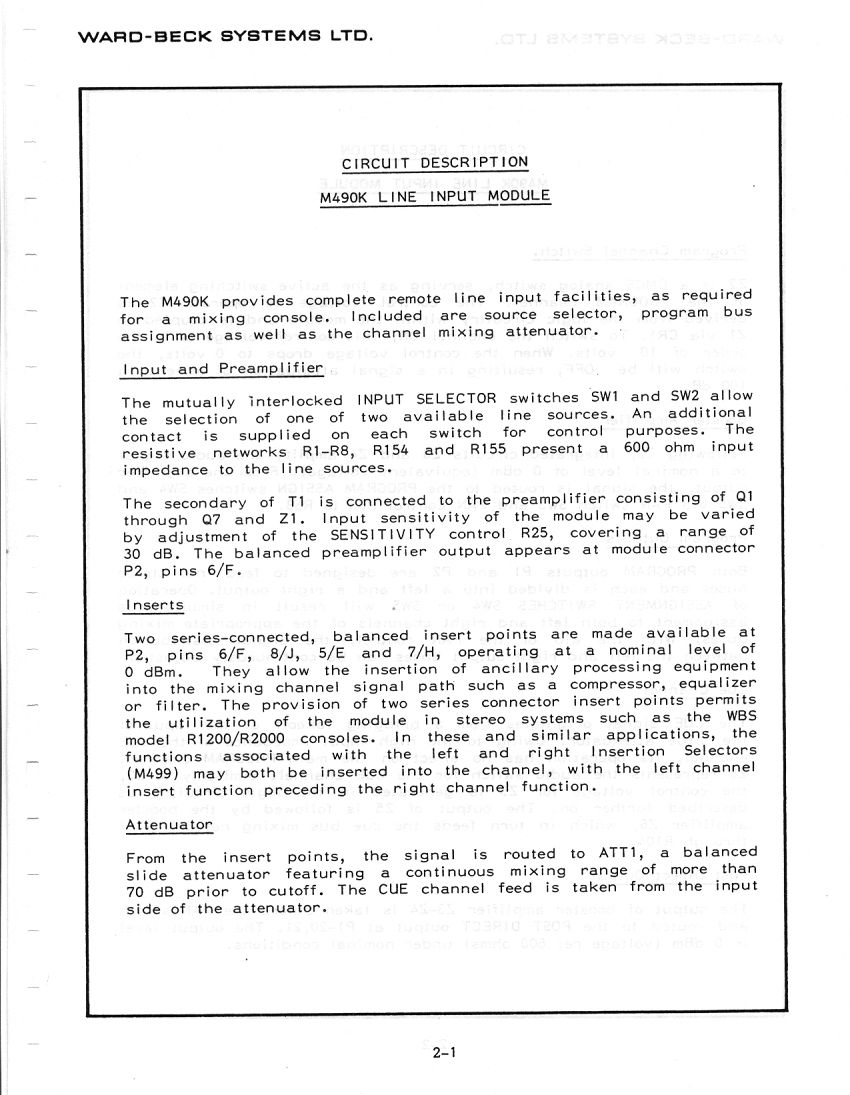 WARD-BECK SYSTEMS LTD.
CIRCUIT DESCRIPTION
M490K LINE INPUT MODULE
The M490K provides complete remote line input facilities, as required
for a mixing console. Included are source selector, program bus
assignment as well as the channel mixing attenuator.
Input and Preamplifier
The mutually interlocked INPUT SELECTOR switches SW1 and SW2 allow
the selection of one of two available line sources. An additional
contact is supplied on each switch for control purposes. The
resistive networks R1-R8, R154 and R155 present a 600 ohm input
impedance to the line sources.
The secondary of T1 is connected to the preamplifier consisting of Q1
through Q7 and Z1. Input sensitivity of the module may be varied
by adjustment of the SENSITIVITY control R25, covering a range of
30 dB. The balanced preamplifier output appears at module connector
P2, pins 6/F.
Inserts
Two series-connected, balanced insert points are made available at
P2, pins 6/F, 8/J, 5/E and 7/H, operating at a nominal level of
0 dBm. They allow the insertion of ancillary processing equipment
into the mixing channel signal path such as a compressor, equalizer
or filter. The provision of two series connector insert points permits
the utilization of the module in stereo systems such as the WBS
model R1200/R2000 consoles. In these and similar applications, the
functions associated with the left and right Insertion Selectors
(M499) may both be inserted into the channel, with the left channel
insert function preceding the right channel function.
Attenuator
From the insert points, the signal is routed to ATT1, a balanced
slide attenuator featuring a continuous mixing range of more than
70 dB prior to cutoff. The CUE channel feed is taken from the input
side of the attenuator.
2-1